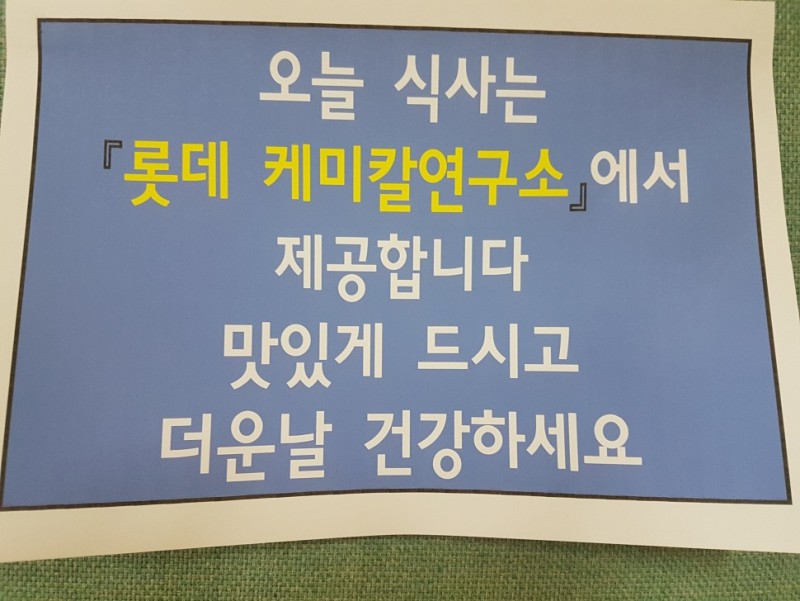 오늘 식사는
『롯데 케미칼연구소』에서
제공합니다
맛있게 드시고
더운날 건강하세요